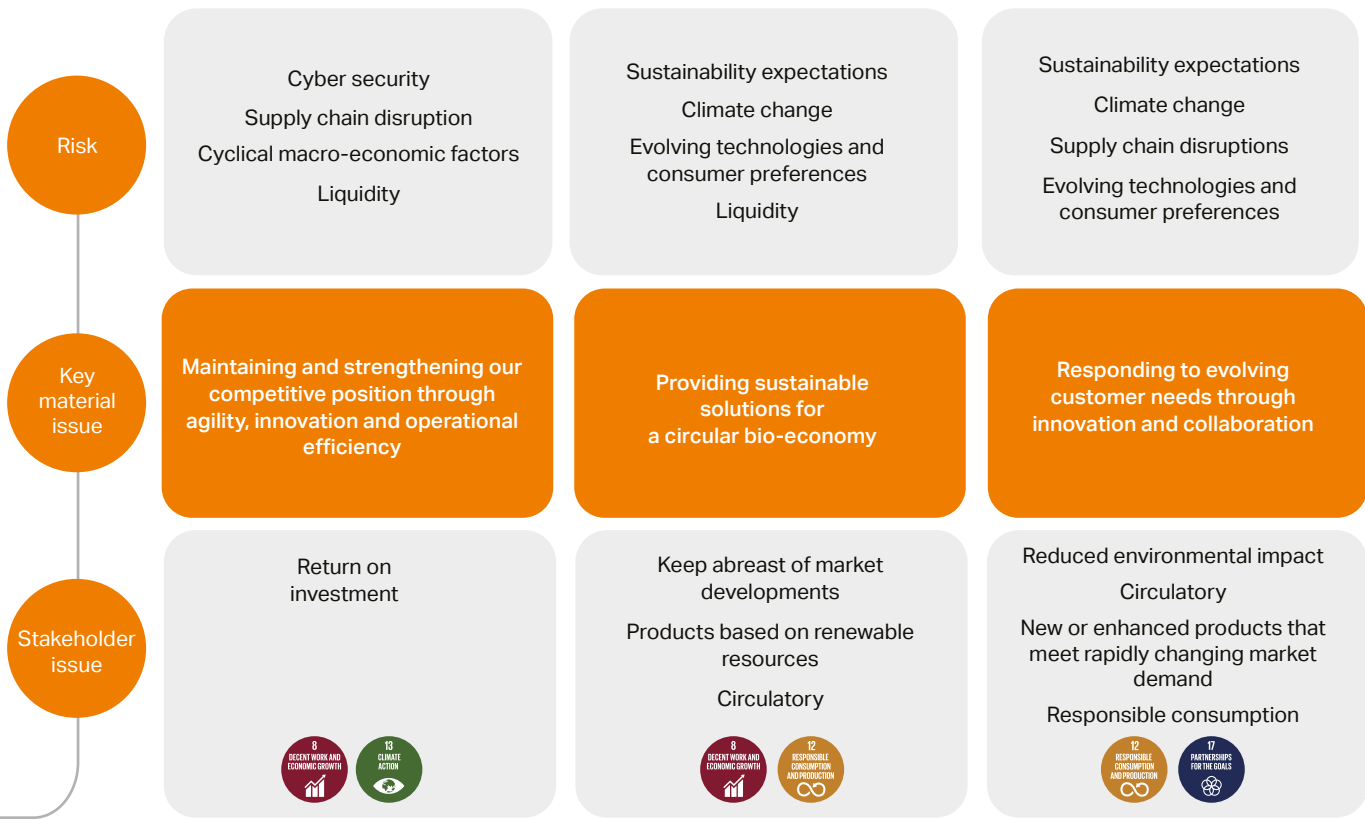 Risk
Cyber security
Supply chain disruption
Cyclical macro-economic factors
Liquidity
Sustainability expectations
Climate change
Evolving technologies and
consumer preferences
Liquidity
Sustainability expectations
Climate change
Supply chain disruptions
Evolving technologies and
consumer preferences
Key
material
issue
Maintaining and strengthening our
competitive position through
agility, innovation and operational
efficiency
Providing sustainable
solutions for
a circular bio-economy
Responding to evolving
customer needs through
innovation and collaboration
Stakeholder
issue
Return on
investment
8
DECENT WORK AND
ECONOMIC GROWTH
13
CLIMATE
ACTION
Keep abreast of market
developments
Products based on renewable
resources
Circulatory
8
DECENT WORK AND
ECONOMIC GROWTH
12
RESPONSIBLE
CONSUMPTION
AND PRODUCTION
Reduced environmental impact
Circulatory
New or enhanced products that
meet rapidly changing market
demand
Responsible consumption
12
RESPONSIBLE
CONSUMPTION
AND PRODUCTION
17
PARTNERSHIPS
FOR THE GOALS